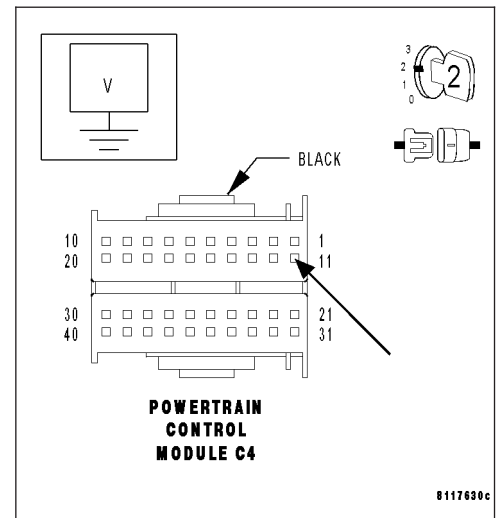 V
3
2
1
0
2
BLACK
10 1
20 11
30 21
40 31
POWERTRAIN
CONTROL
MODULE C4
8117630c